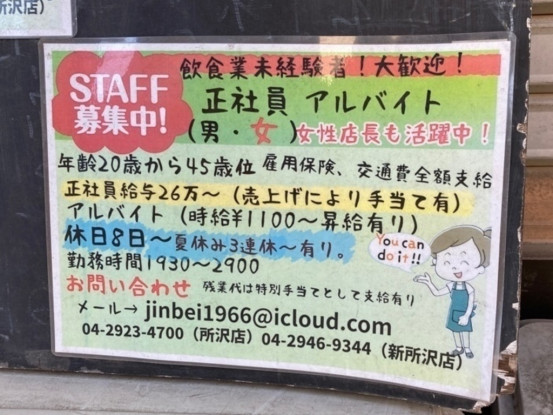 所沢店)
STAFF
募集中!
飲食業未経験者！大歓迎！
正社員 アルバイト
(男・女 )女性店長も活躍中！
年齢20歳から45歳位 雇用保険、交通費全額支給
正社員給与26万〜（売上げにより手当て有）
アルバイト（時給¥1100〜昇給有り）
休日8日〜夏休み3連休〜有り。
勤務時間1930〜2900
You can
do it!!
お問い合わせ 残業代は特別手当てとして支給有り
メール→jinbei1966@icloud.com
04-2923-4700（所沢店）04-2946-9344（新所沢店）